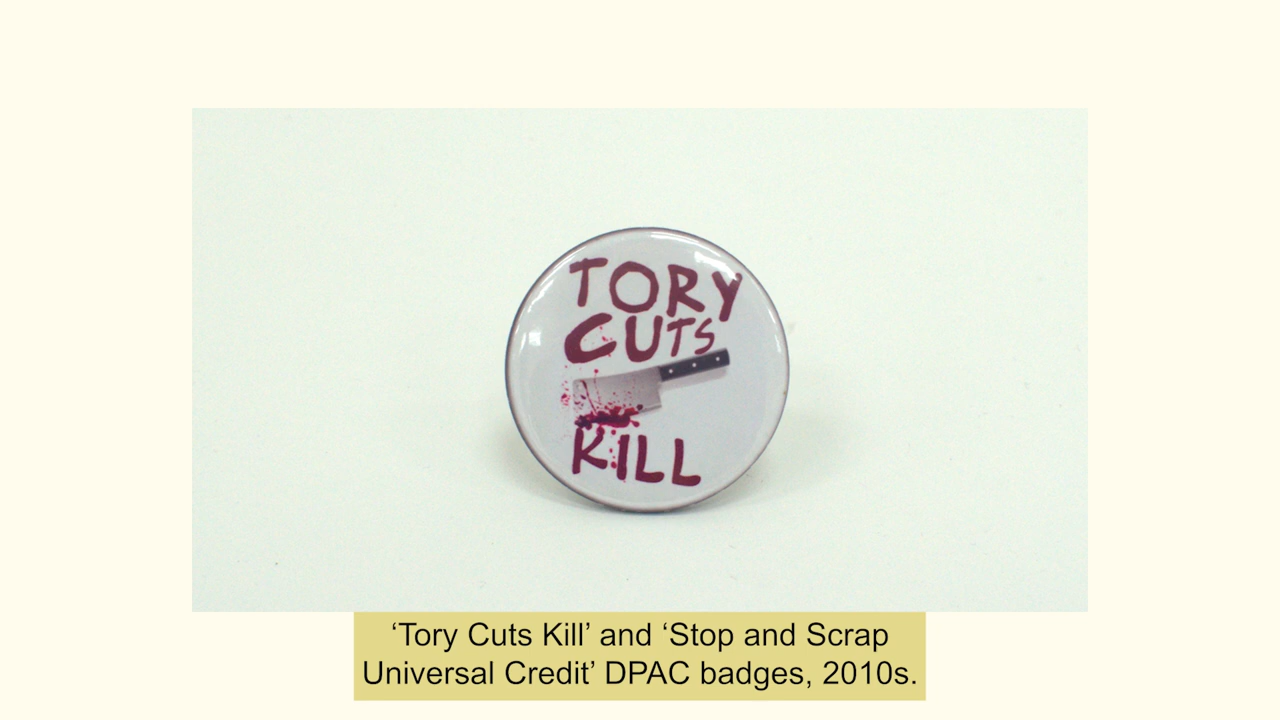 TORY
CUTS
KILL
‘Tory Cuts Kill’ and ‘Stop and Scrap
Universal Credit’ DPAC badges, 2010s.